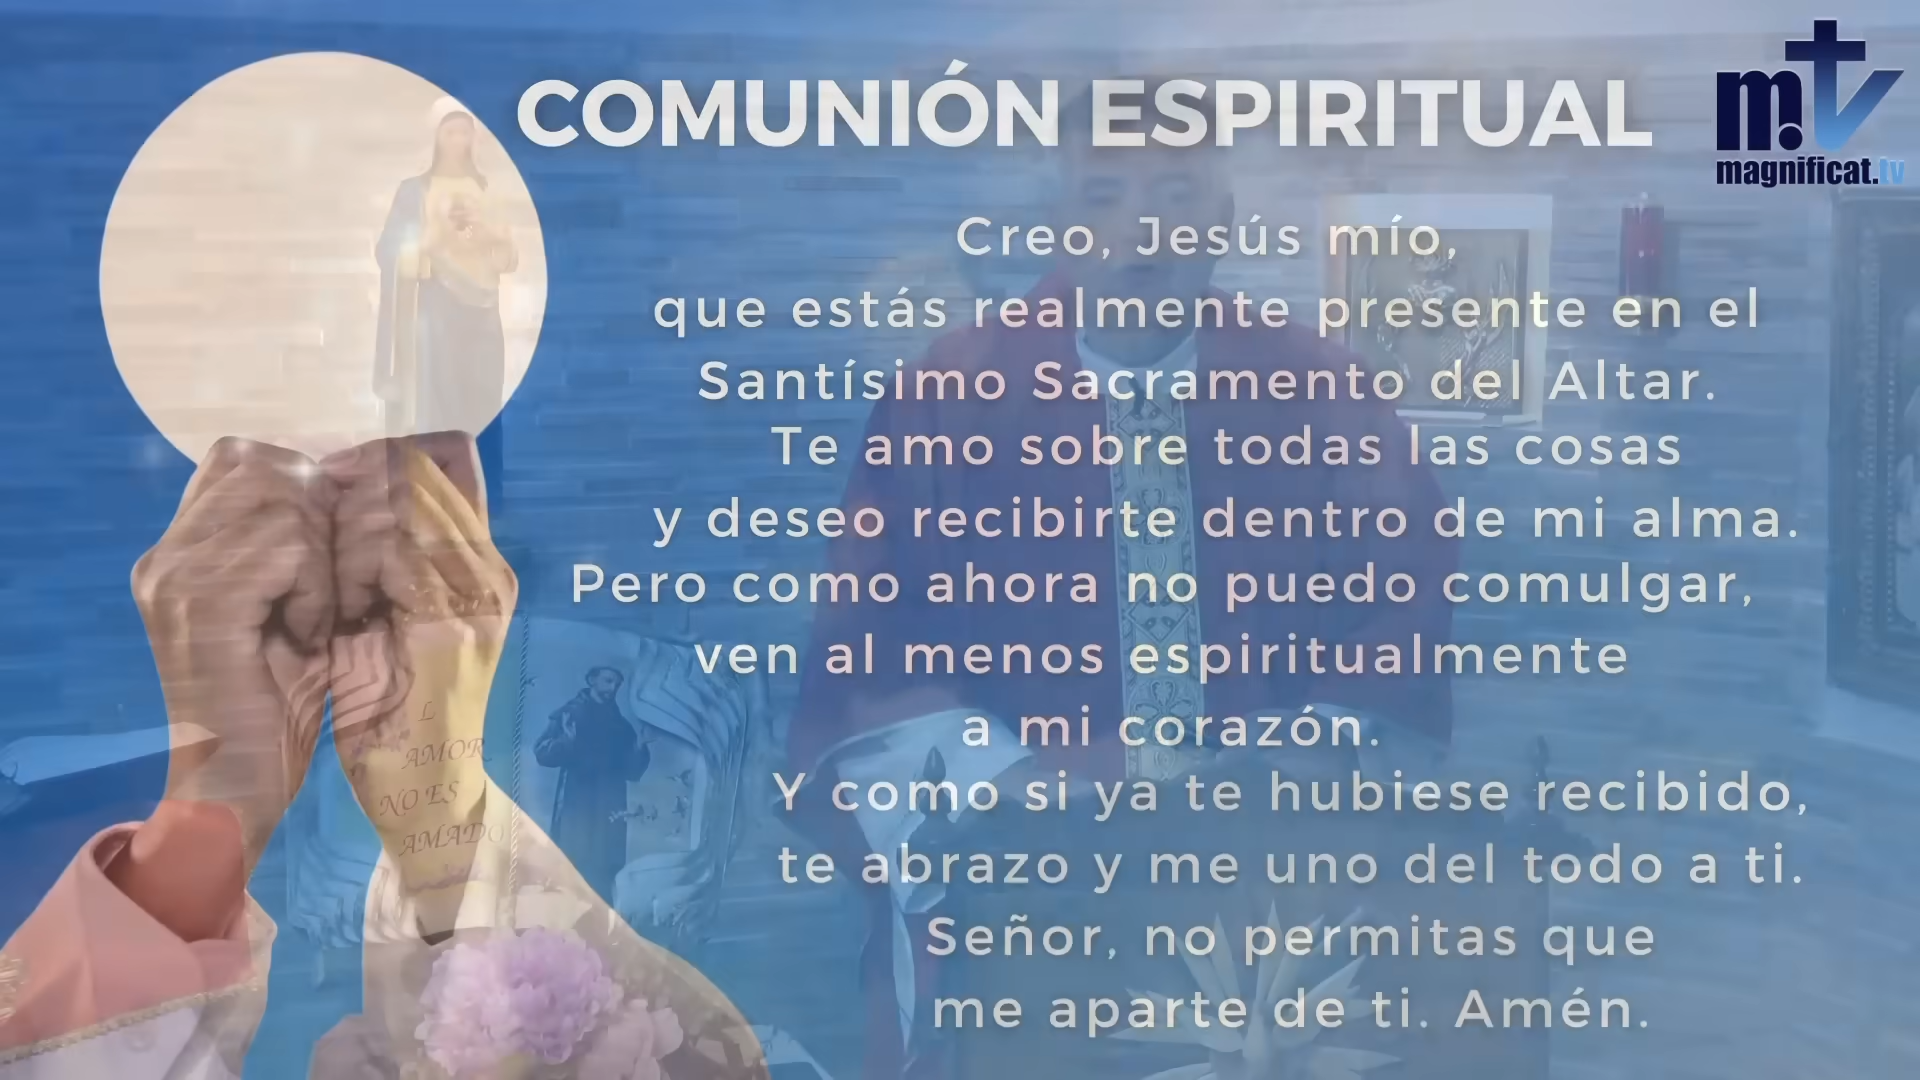 COMUNIÓN ESPIRITUAL
m.tv
magnificat.tv
Creo, Jesús mío,
que estás realmente presente en el
Santísimo Sacramento del Altar.
Te amo sobre todas las cosas
y deseo recibirte dentro de mi alma.
Pero como ahora no puedo comulgar,
ven al menos espiritualmente
a mi corazón.
Y como si ya te hubiese recibido,
te abrazo y me uno del todo a ti.
Señor, no permitas que
me aparte de ti. Amén.
L
AMOR
NO ES
AMADO